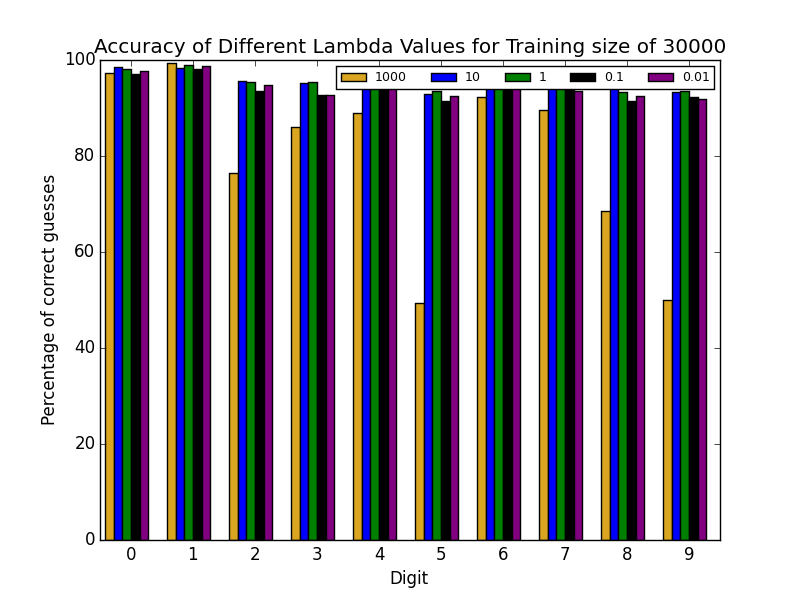 Accuracy of Different Lambda Values for Training size of 30000
1000 10 1 0.1 0.01
100
80
60
40
20
0
Percentage of correct guesses
0 1 2 3 4 5 6 7 8 9
Digit